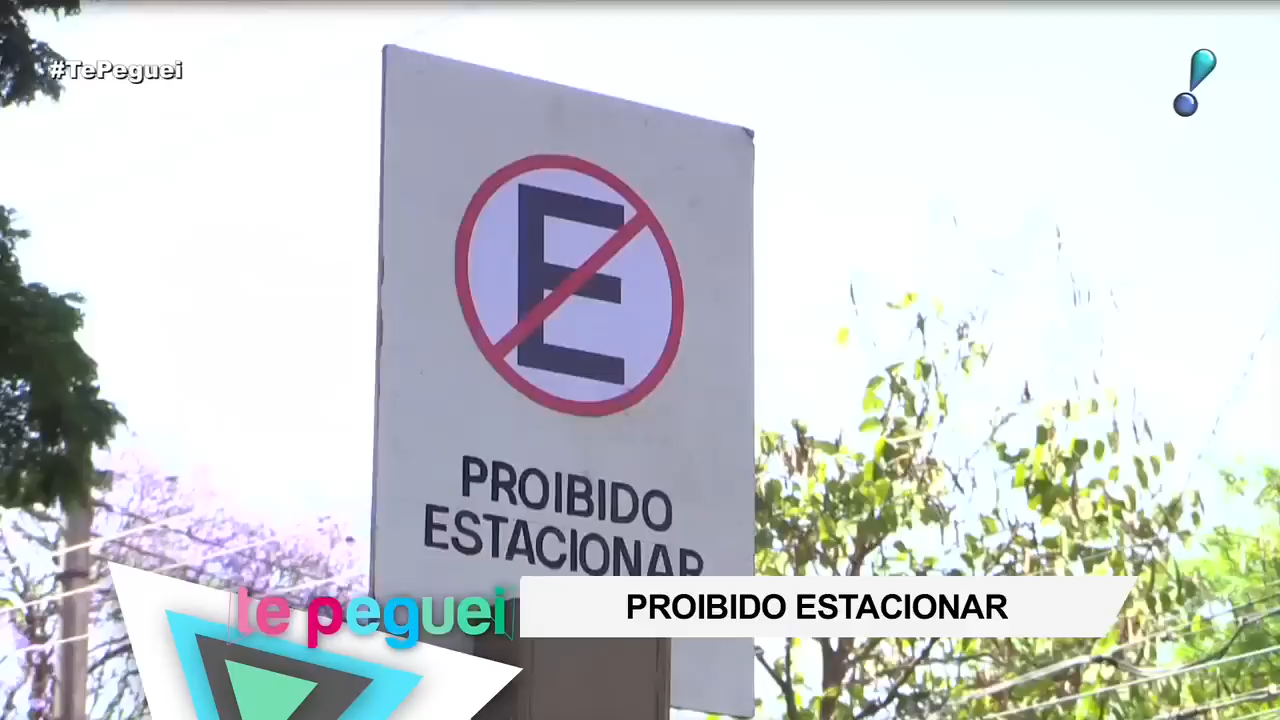 #TePeguei
E
PROIBIDO
ESTACIONAR
te peguei
PROIBIDO ESTACIONAR